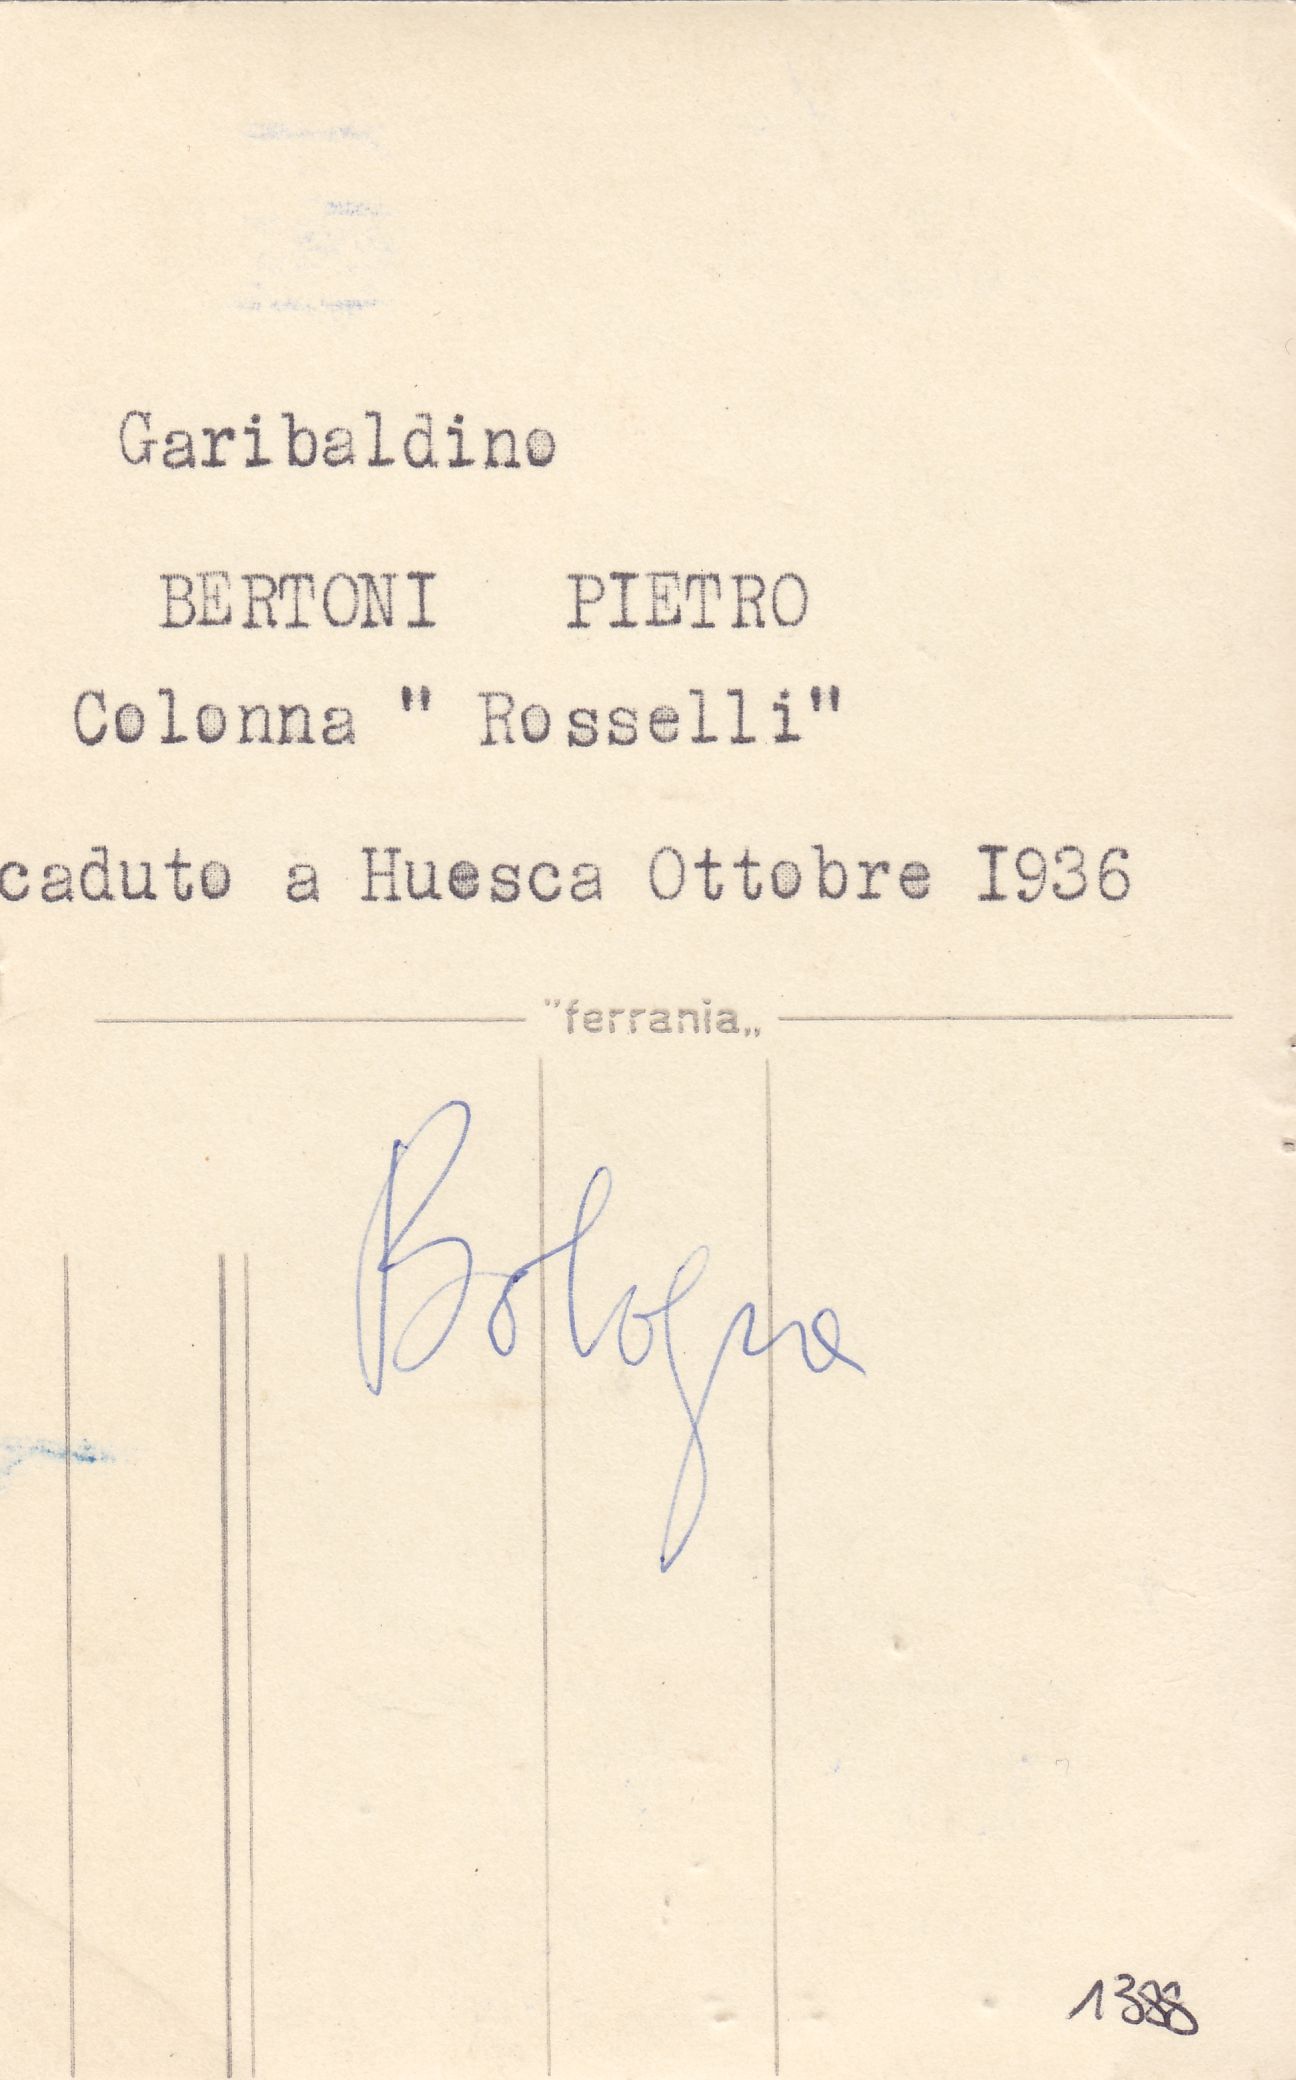 Garibaldino
BERTONI PIETRO
Colonna " Rosselli"
caduto a Huesca Ottobre I936
"ferrania„
Bologna
1388